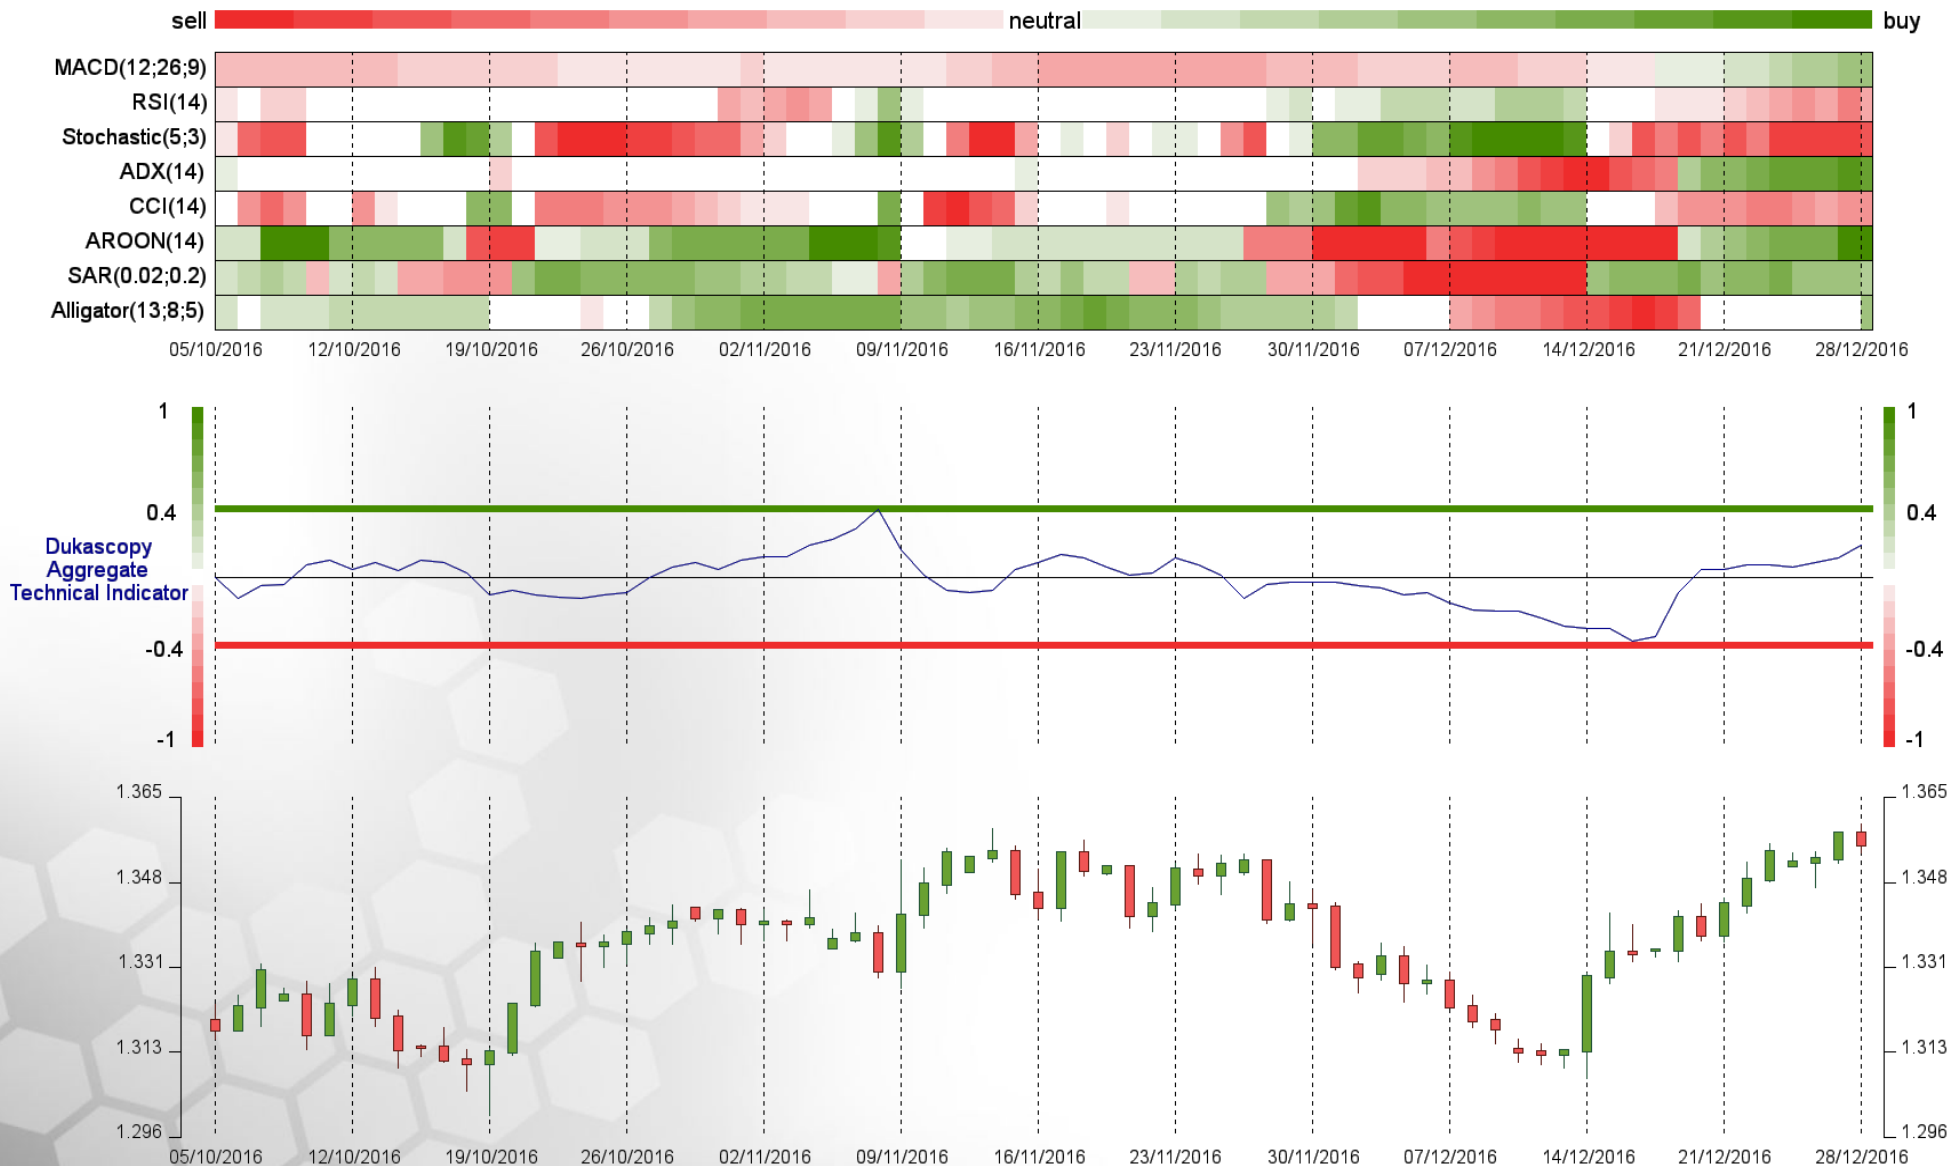 sell neutral buy
MACD(12;26;9)
RSI(14)
Stochastic(5;3)
ADX(14)
CCI(14)
AROON(14)
SAR(0.02;0.2)
Alligator(13;8;5)
05/10/2016 12/10/2016 19/10/2016 26/10/2016 02/11/2016 09/11/2016 16/11/2016 23/11/2016 30/11/2016 07/12/2016 14/12/2016 21/12/2016 28/12/2016
1 1
0.4 0.4
Dukascopy
Aggregate
Technical Indicator
-0.4 -0.4
-1 -1
1.365 1.365
1.348 1.348
1.331 1.331
1.313 1.313
1.296 1.296
05/10/2016 12/10/2016 19/10/2016 26/10/2016 02/11/2016 09/11/2016 16/11/2016 23/11/2016 30/11/2016 07/12/2016 14/12/2016 21/12/2016 28/12/2016